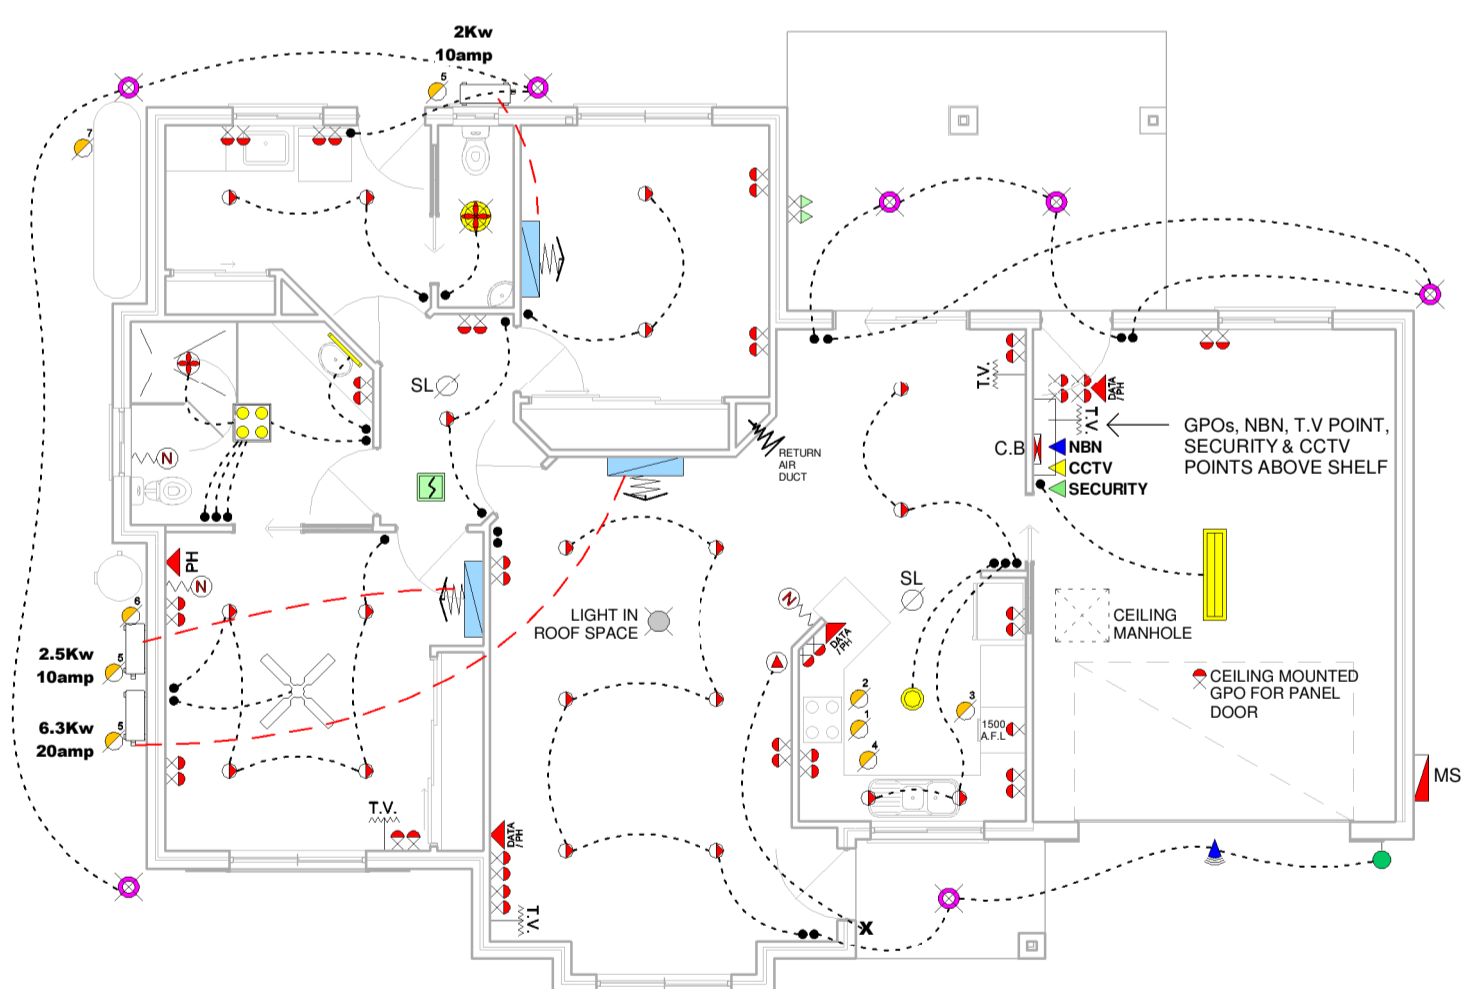 2Kw
10amp
5
7
SL
T.V.
DATA
/PH
T.V
GPOs, NBN, T.V POINT,
SECURITY & CCTV
POINTS ABOVE SHELF
C.B
NBN
CCTV
SECURITY
RETURN
AIR
DUCT
N
PH
N
6
2.5Kw
10amp
5
6.3Kw
20amp
5
LIGHT IN
ROOF SPACE
SL
N
DATA
/PH
CEILING
MANHOLE
2
1
3
4
1500
A.F.L
CEILING MOUNTED
GPO FOR PANEL
DOOR
MS
T.V.
DATA
/PH
T.V.
X